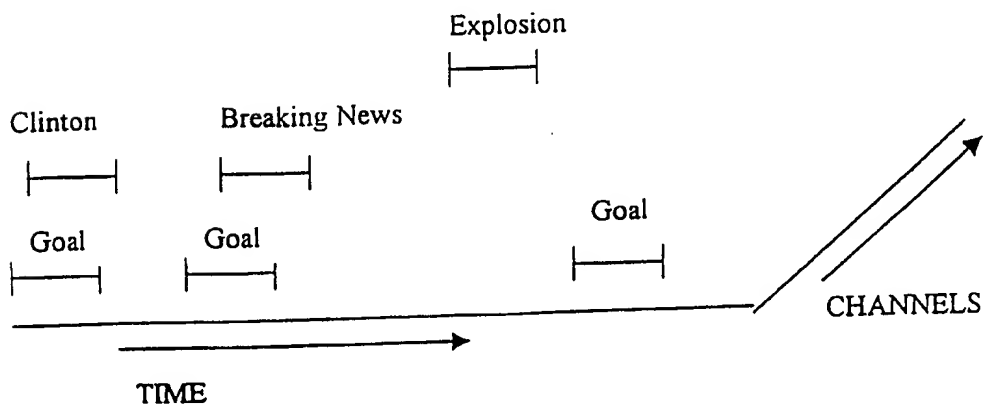 Explosion
Clinton
Breaking News
Goal
Goal
Goal
CHANNELS
TIME